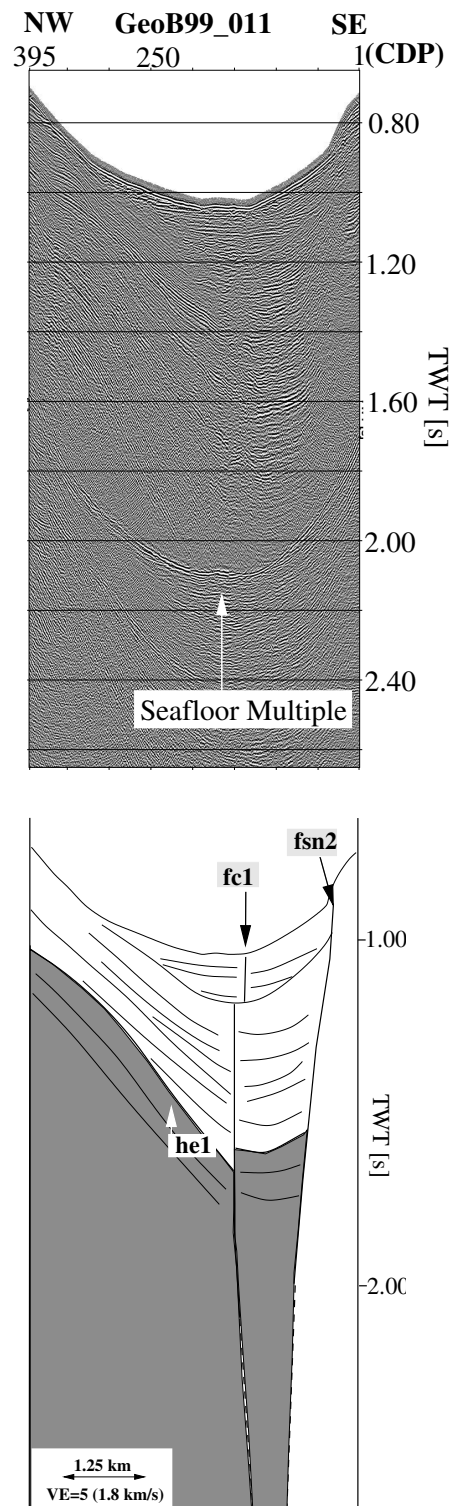 NW GeoB99_011 SE
395 250 1(CDP)
0.80
1.20
1.60
TWT [s]
2.00
2.40
Seafloor Multiple
fsn2
fc1
1.00
he1
TWT [s]
2.00
1.25 km
VE=5 (1.8 km/s)